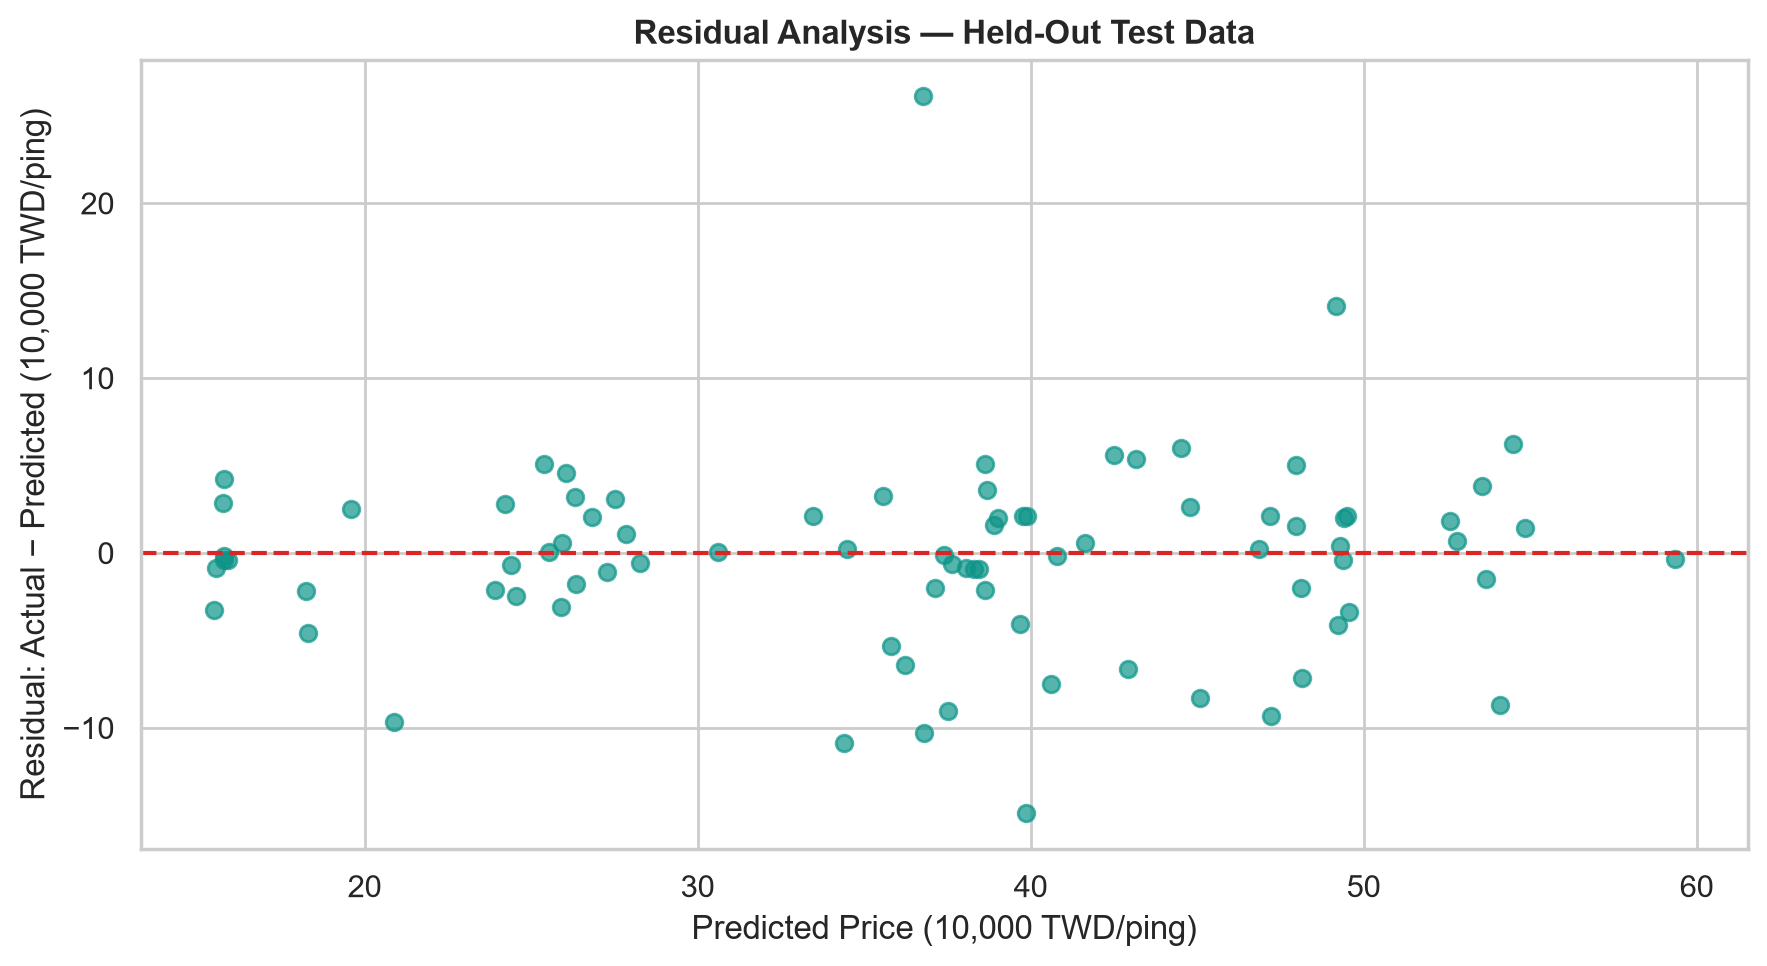 Residual Analysis — Held-Out Test Data
Residual: Actual − Predicted (10,000 TWD/ping)
20
10
0
−10
20 30 40 50 60
Predicted Price (10,000 TWD/ping)